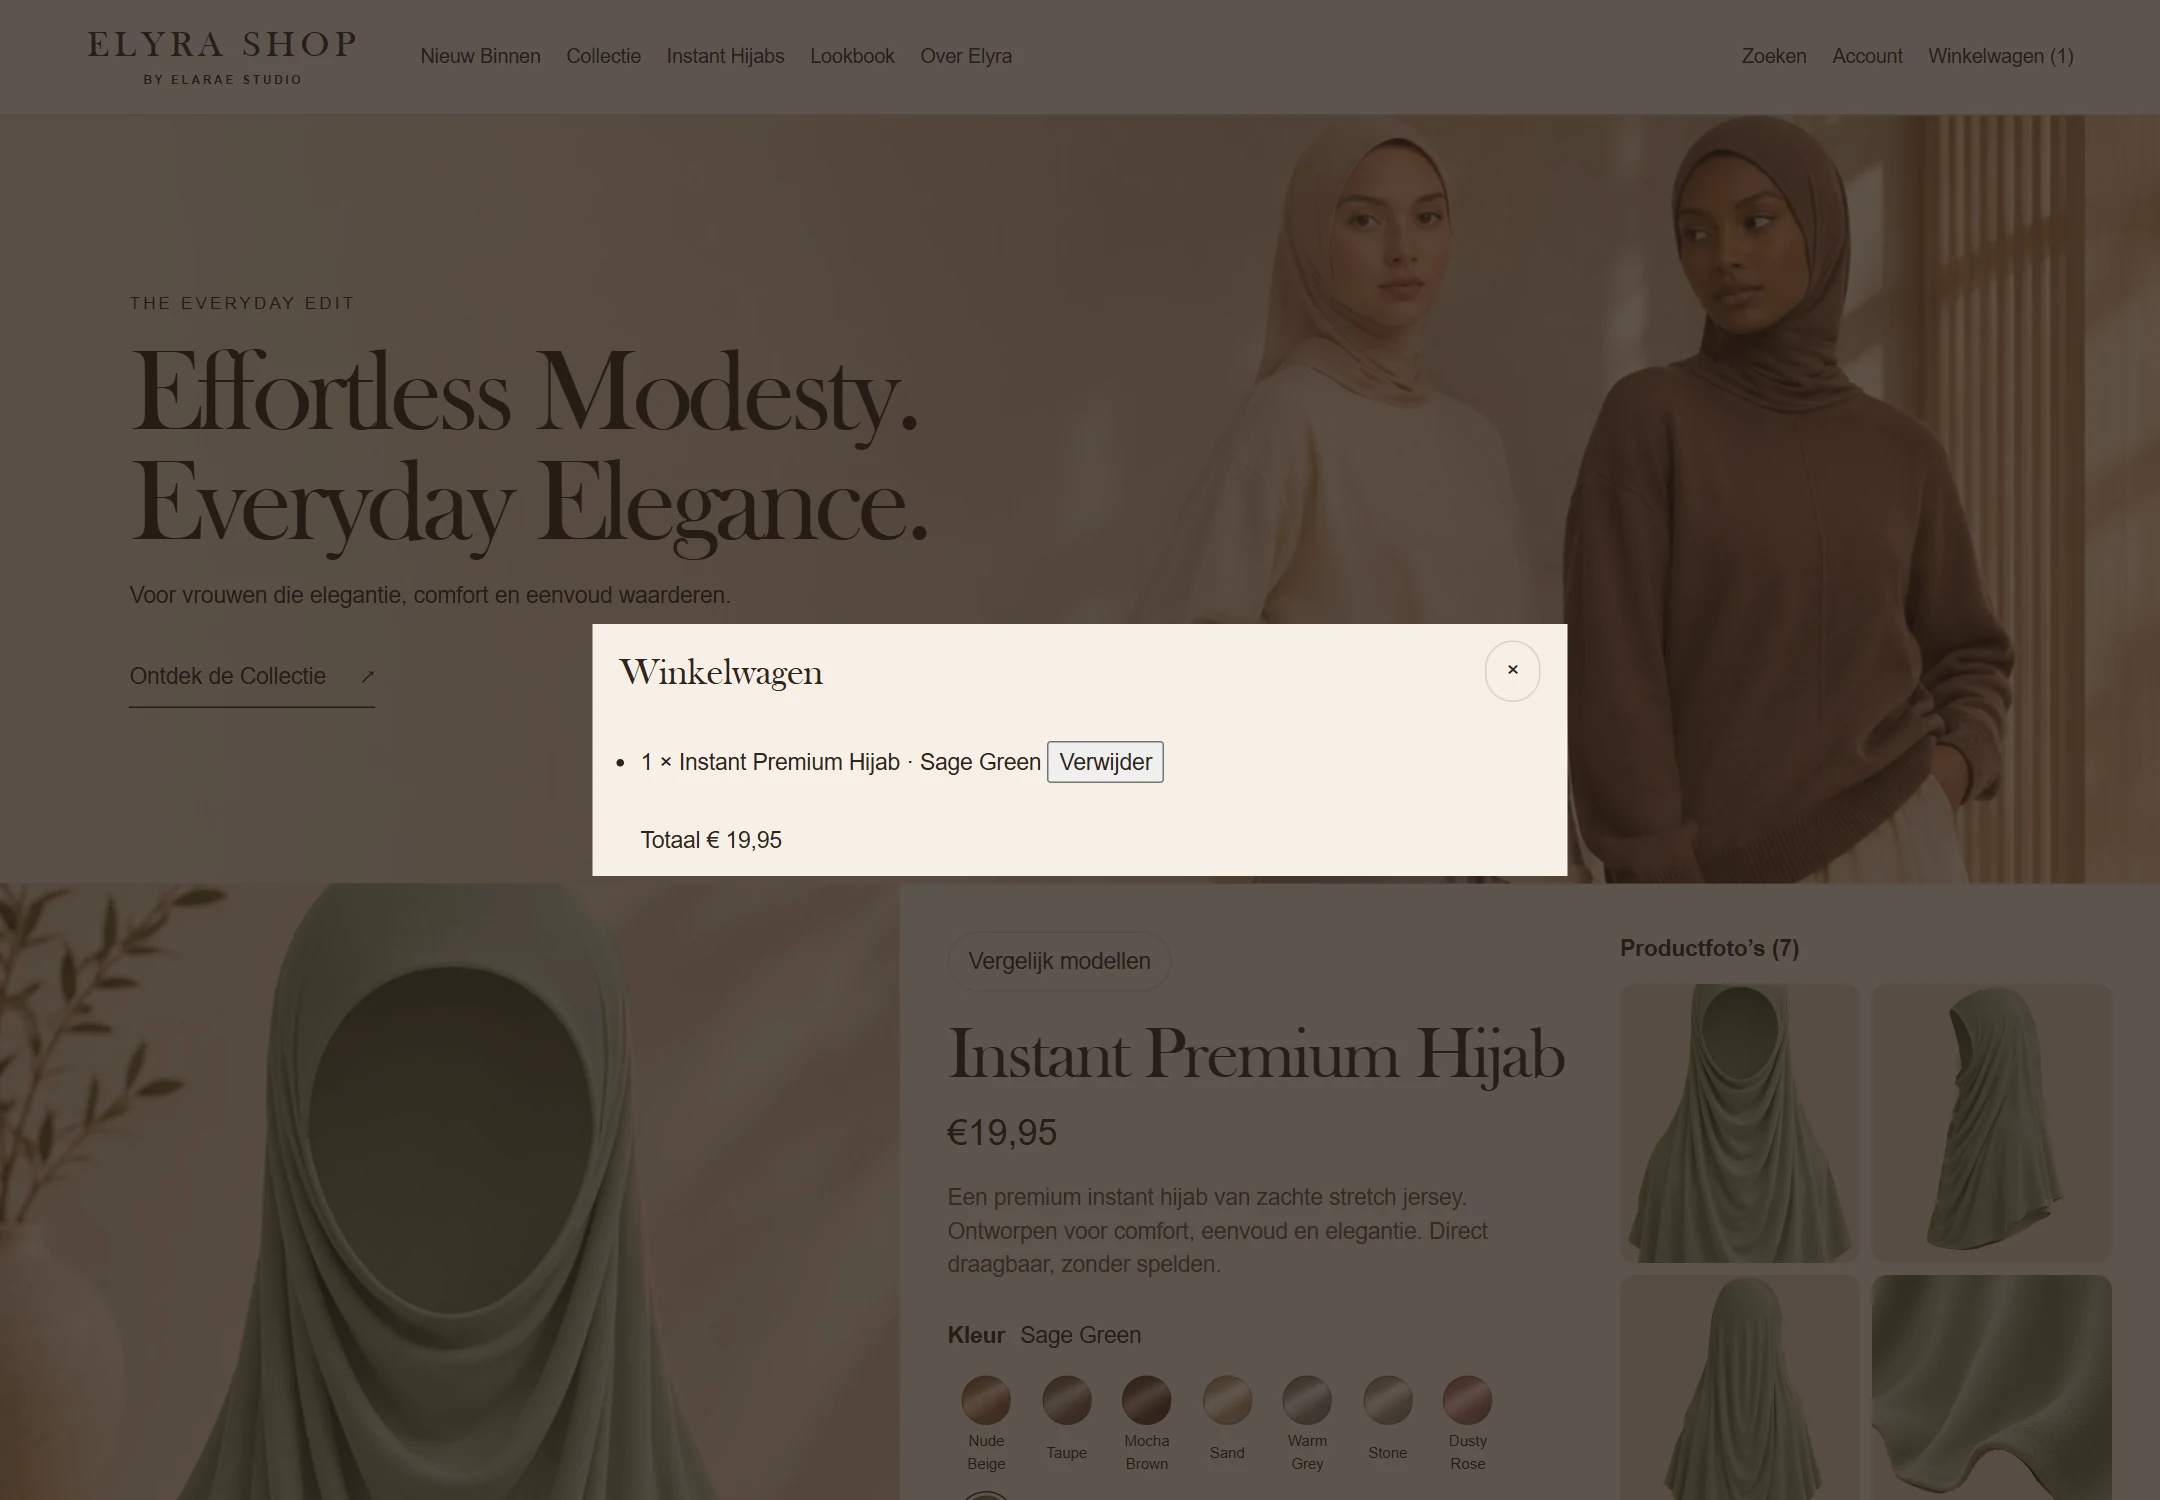 ELYRA SHOP
BY ELARAE STUDIO
Nieuw Binnen
Collectie
Instant Hijabs
Lookbook
Over Elyra
Zoeken
Account
Winkelwagen (1)
THE EVERYDAY EDIT
Effortless Modesty.
Everyday Elegance.
Voor vrouwen die elegantie, comfort en eenvoud waarderen.
Ontdek de Collectie ↗
Winkelwagen
×
• 1 × Instant Premium Hijab · Sage Green Verwijder
Totaal € 19,95
Vergelijk modellen
Instant Premium Hijab
€19,95
Een premium instant hijab van zachte stretch jersey.
Ontworpen voor comfort, eenvoud en elegantie. Direct
draagbaar, zonder spelden.
Kleur Sage Green
Nude
Beige
Taupe
Mocha
Brown
Sand
Warm
Grey
Stone
Dusty
Rose
Productfoto’s (7)